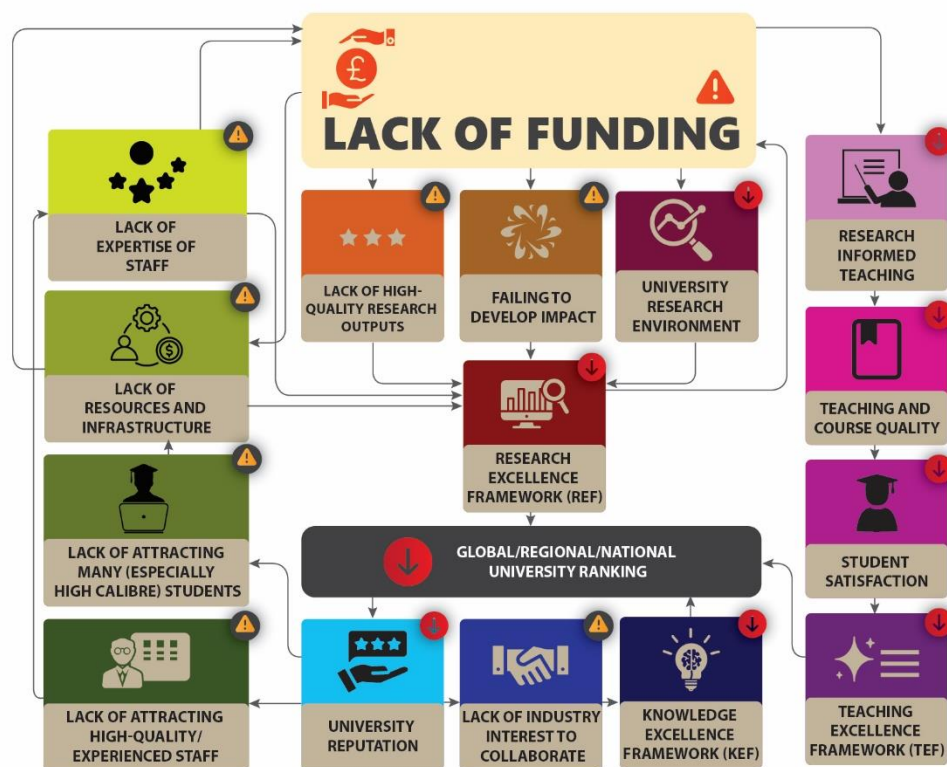 £
LACK OF FUNDING
LACK OF
EXPERTISE OF
STAFF
LACK OF HIGH-
QUALITY RESEARCH
OUTPUTS
FAILING TO
DEVELOP IMPACT
UNIVERSITY
RESEARCH
ENVIRONMENT
RESEARCH
INFORMED
TEACHING
$
LACK OF
RESOURCES AND
INFRASTRUCTURE
RESEARCH
EXCELLENCE
FRAMEWORK (REF)
TEACHING AND
COURSE QUALITY
LACK OF ATTRACTING
MANY (ESPECIALLY
HIGH CALIBRE) STUDENTS
GLOBAL/REGIONAL/NATIONAL
UNIVERSITY RANKING
STUDENT
SATISFACTION
LACK OF ATTRACTING
HIGH-QUALITY/
EXPERIENCED STAFF
UNIVERSITY
REPUTATION
LACK OF INDUSTRY
INTEREST TO
COLLABORATE
KNOWLEDGE
EXCELLENCE
FRAMEWORK (KEF)
TEACHING
EXCELLENCE
FRAMEWORK (TEF)